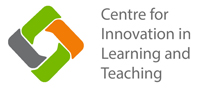 Centre for
Innovation in
Learning and
Teaching